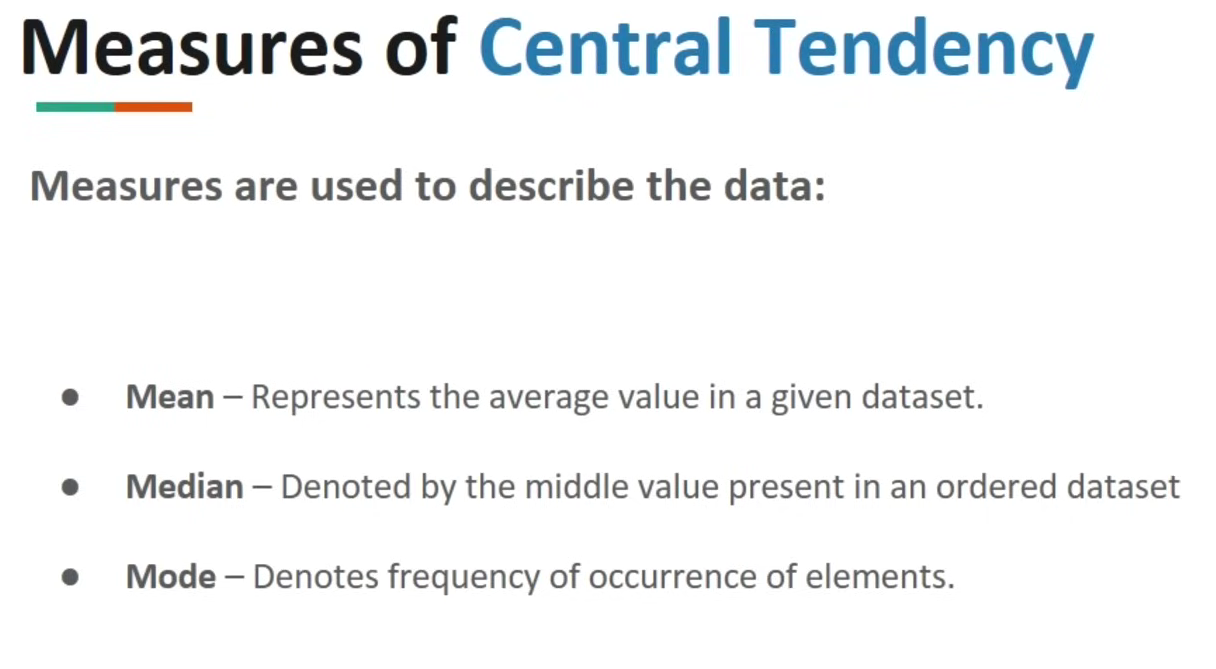 Measures of Central Tendency
Measures are used to describe the data:
● Mean – Represents the average value in a given dataset.
● Median – Denoted by the middle value present in an ordered dataset
● Mode – Denotes frequency of occurrence of elements.